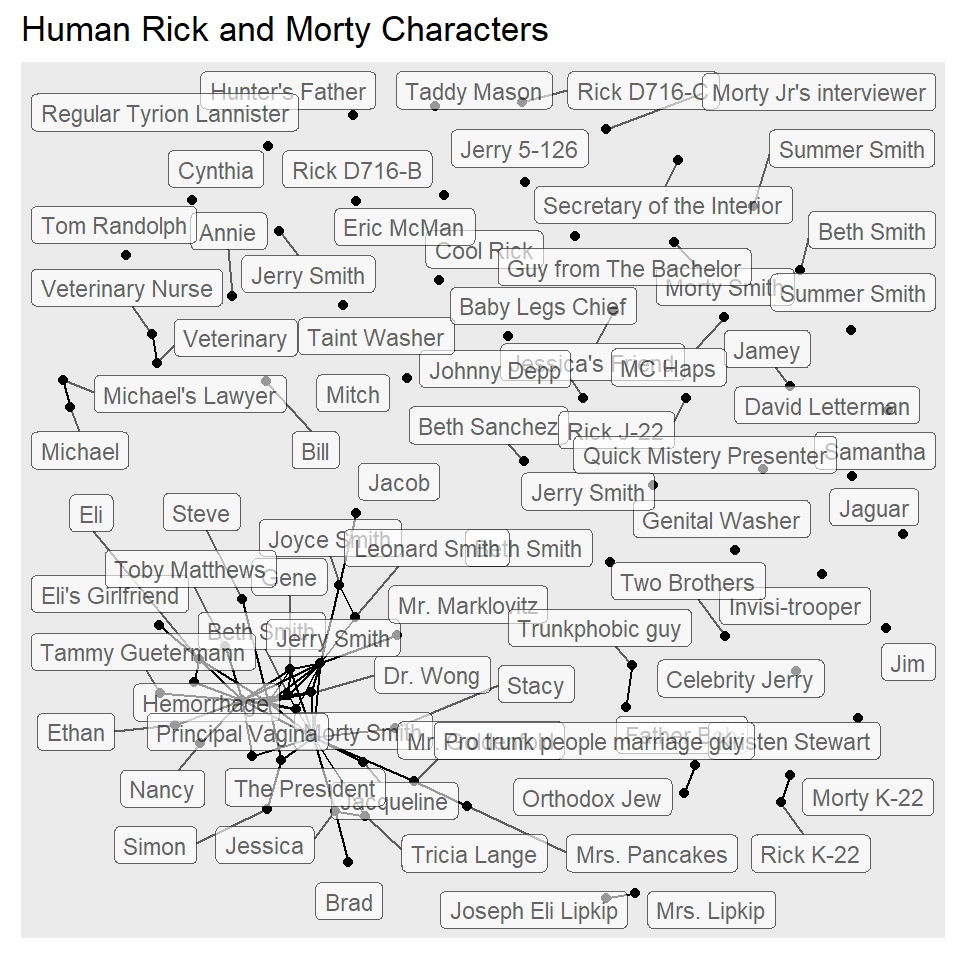 Human Rick and Morty Characters
Hunter's Father
Taddy Mason
Rick D716-C
Morty Jr's interviewer
Regular Tyrion Lannister
Jerry 5-126
Summer Smith
Cynthia
Rick D716-B
Secretary of the Interior
Tom Randolph
Annie
Eric McMan
Beth Smith
Cool Rick
Guy from The Bachelor
Jerry Smith
Veterinary Nurse
Morty Smith
Summer Smith
Baby Legs Chief
Veterinary
Taint Washer
Jessica's Friend
Jamey
Johnny Depp
MC Haps
Michael's Lawyer
Mitch
David Letterman
Beth Sanchez
Rick J-22
Michael
Bill
Quick Mistery Presenter
Samantha
Jacob
Jerry Smith
Jaguar
Eli
Steve
Genital Washer
Joyce Smith
Leonard Smith
Beth Smith
Toby Matthews
Gene
Two Brothers
Eli's Girlfriend
Mr. Marklovitz
Invisi-trooper
Beth Smith
Jerry Smith
Trunkphobic guy
Tammy Guetermann
Jim
Dr. Wong
Stacy
Celebrity Jerry
Hemorrhage
Ethan
Principal Vagina
Morty Smith
Mr. Goldenfold
Pro trunk people marriage guy
Father Bob
Kristen Stewart
Nancy
The President
Jacqueline
Orthodox Jew
Morty K-22
Simon
Jessica
Tricia Lange
Mrs. Pancakes
Rick K-22
Brad
Joseph Eli Lipkip
Mrs. Lipkip